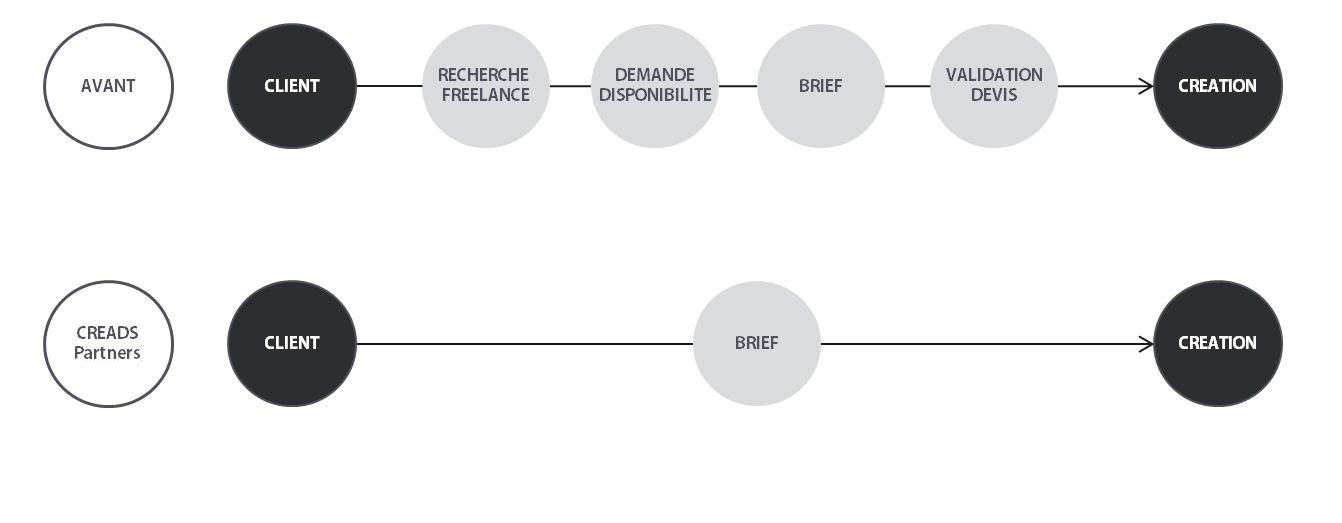 AVANT
CLIENT
RECHERCHE
FREELANCE
DEMANDE
DISPONIBILITE
BRIEF
VALIDATION
DEVIS
CREATION
CREADS
Partners
CLIENT
BRIEF
CREATION